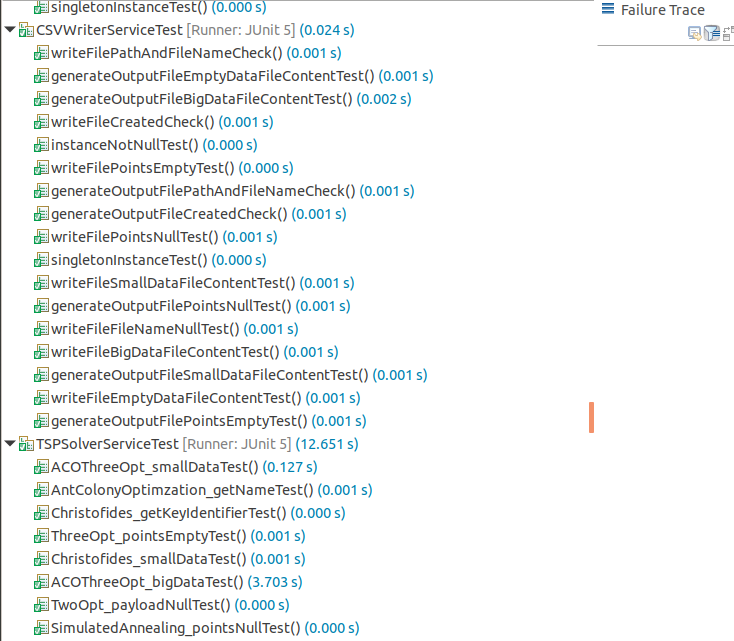 singletonInstanceTest() (0.000 s)
Failure Trace
CSVWriterServiceTest [Runner: JUnit 5] (0.024 s)
writeFilePathAndFileNameCheck() (0.001 s)
generateOutputFileEmptyDataFileContentTest() (0.001 s)
generateOutputFileBigDataFileContentTest() (0.002 s)
writeFileCreatedCheck() (0.001 s)
instanceNotNullTest() (0.000 s)
writeFilePointsEmptyTest() (0.000 s)
generateOutputFilePathAndFileNameCheck() (0.001 s)
generateOutputFileCreatedCheck() (0.001 s)
writeFilePointsNullTest() (0.001 s)
singletonInstanceTest() (0.000 s)
writeFileSmallDataFileContentTest() (0.001 s)
generateOutputFilePointsNullTest() (0.001 s)
writeFileFileNameNullTest() (0.001 s)
writeFileBigDataFileContentTest() (0.001 s)
generateOutputFileSmallDataFileContentTest() (0.001 s)
writeFileEmptyDataFileContentTest() (0.001 s)
generateOutputFilePointsEmptyTest() (0.001 s)
TSPSolverServiceTest [Runner: JUnit 5] (12.651 s)
ACOThreeOpt_smallDataTest() (0.127 s)
AntColonyOptimzation_getNameTest() (0.001 s)
Christofides_getKeyIdentifierTest() (0.000 s)
ThreeOpt_pointsEmptyTest() (0.001 s)
Christofides_smallDataTest() (0.001 s)
ACOThreeOpt_bigDataTest() (3.703 s)
TwoOpt_payloadNullTest() (0.000 s)
SimulatedAnnealing_pointsNullTest() (0.000 s)